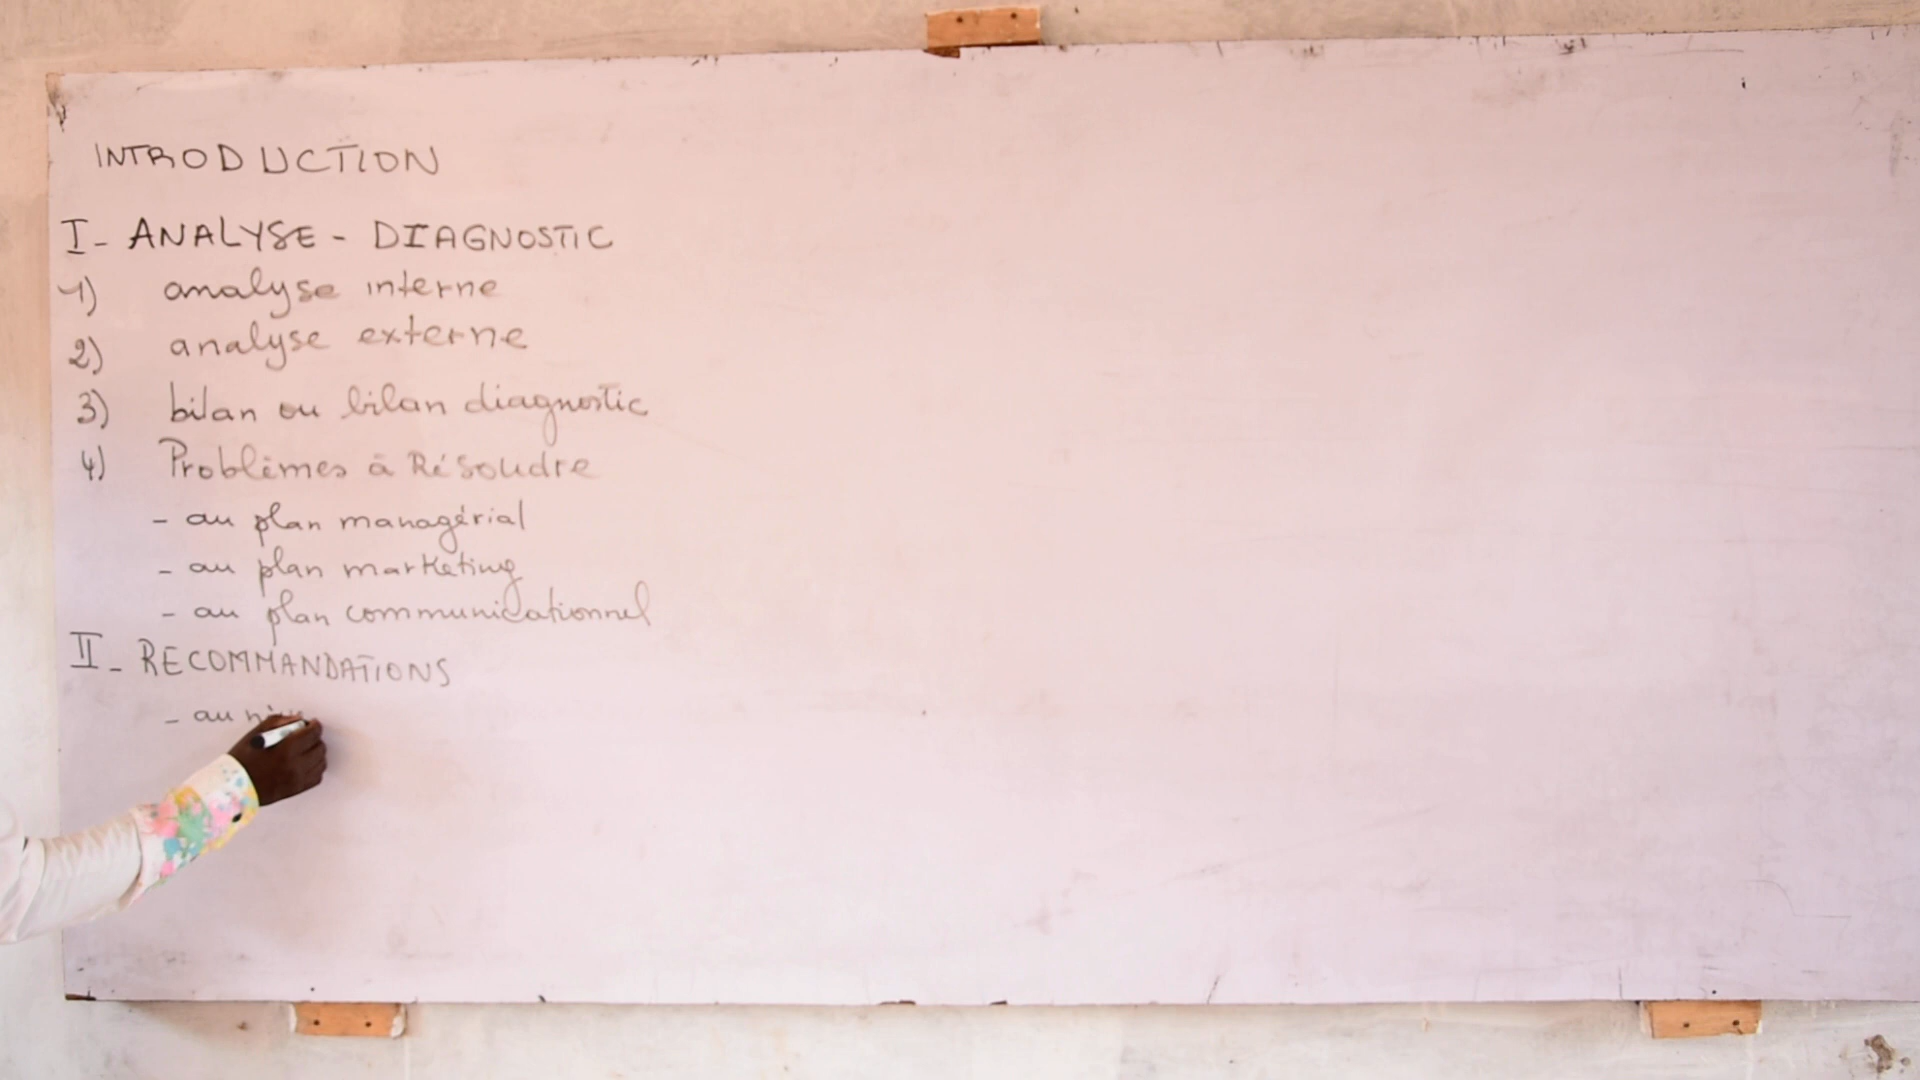 INTRODUCTION
I- ANALYSE - DIAGNOSTIC
1) analyse interne
2) analyse externe
3) bilan ou bilan diagnostic
4) Problèmes à Résoudre
- au plan managérial
- au plan marketing
- au plan communicationnel
II- RECOMMANDATIONS
- au